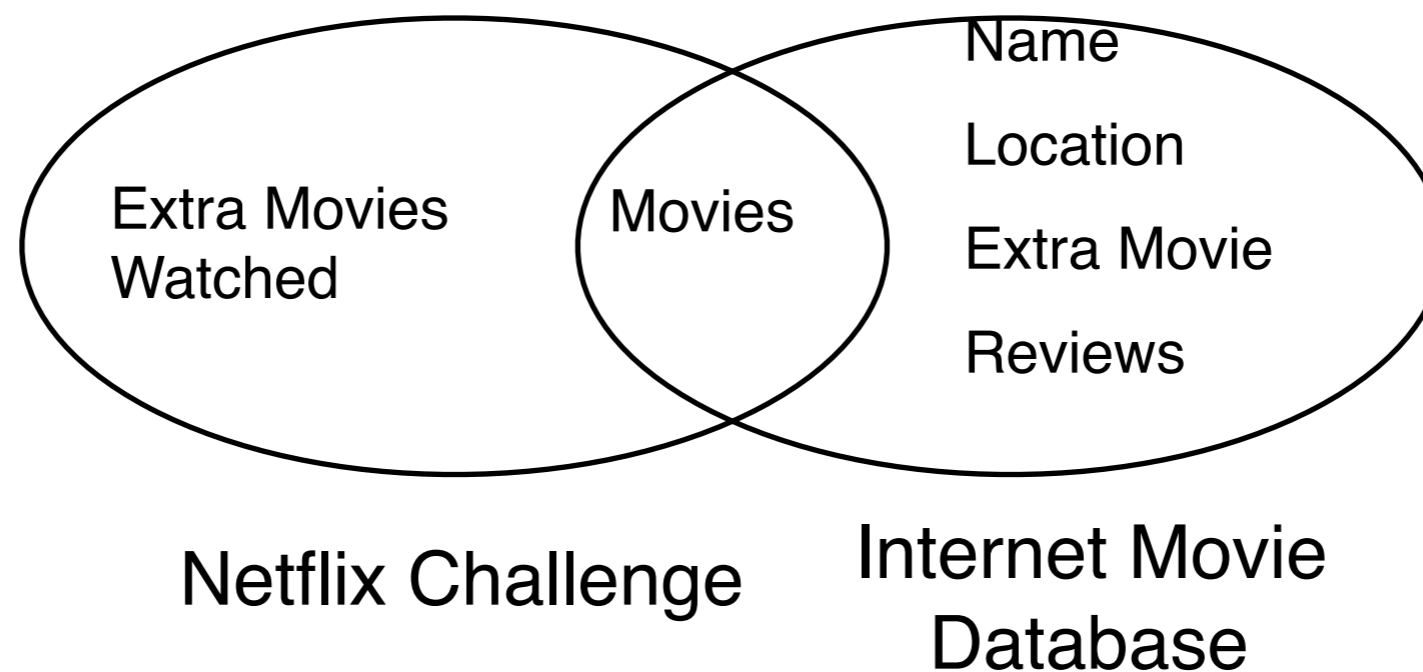 Extra Movies
Watched
Movies
Name
Location
Extra Movie
Reviews
Netflix Challenge
Internet Movie
Database